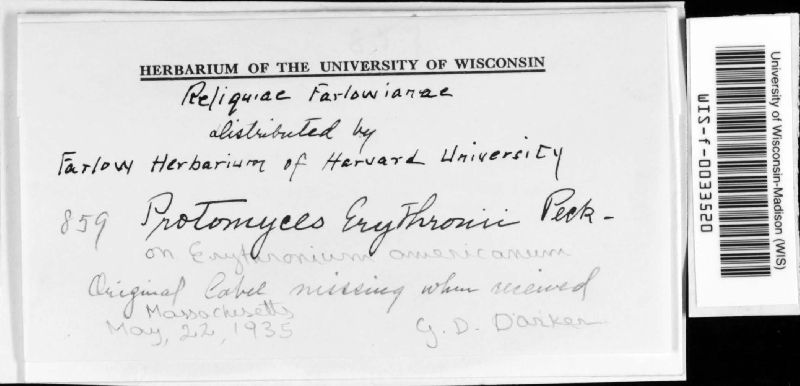 HERBARIUM OF THE UNIVERSITY OF WISCONSIN
Reliquiae Farlowianae
distributed by
Farlow Herbarium of Harvard University
859 Protomyces Erythronii Peck -
on Erythronium americanum
Original label missing when received
Massachusetts
May, 22, 1935 G. D. Darker
University of Wisconsin-Madison (WIS)
WIS-f-0033520